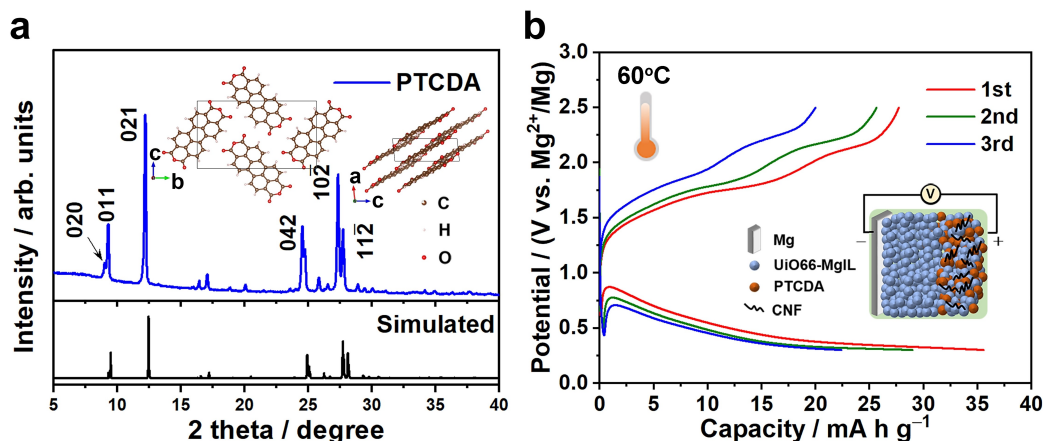 a
Intensity / arb. units
PTCDA
020
011
021
042
1̅02
112̅
c
b
a
c
C
H
O
Simulated
5 10 15 20 25 30 35 40
2 theta / degree
b
Potential / (V vs. Mg²⁺/Mg)
3.0
2.5
2.0
1.5
1.0
0.5
0.0
60°C
1st
2nd
3rd
V
− +
Mg
UiO66-MgIL
PTCDA
CNF
0 5 10 15 20 25 30 35 40
Capacity / mA h g⁻¹